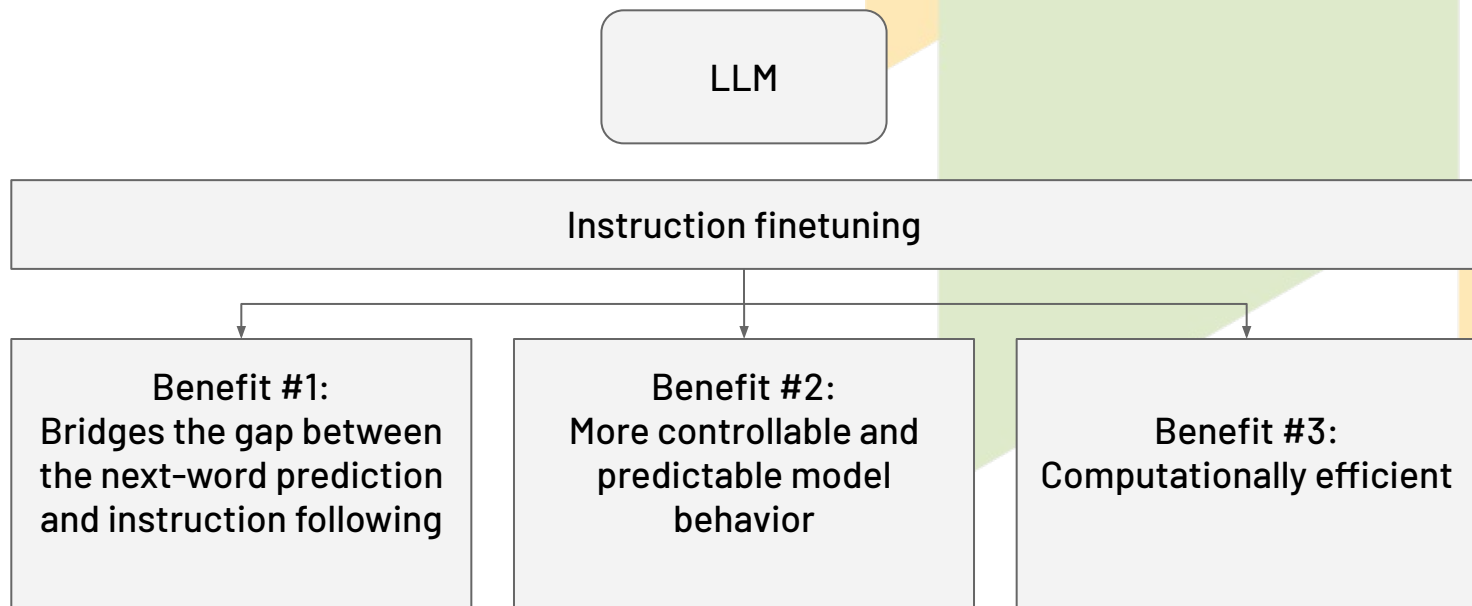 LLM
Instruction finetuning
Benefit #1:
Bridges the gap between
the next-word prediction
and instruction following
Benefit #2:
More controllable and
predictable model
behavior
Benefit #3:
Computationally efficient